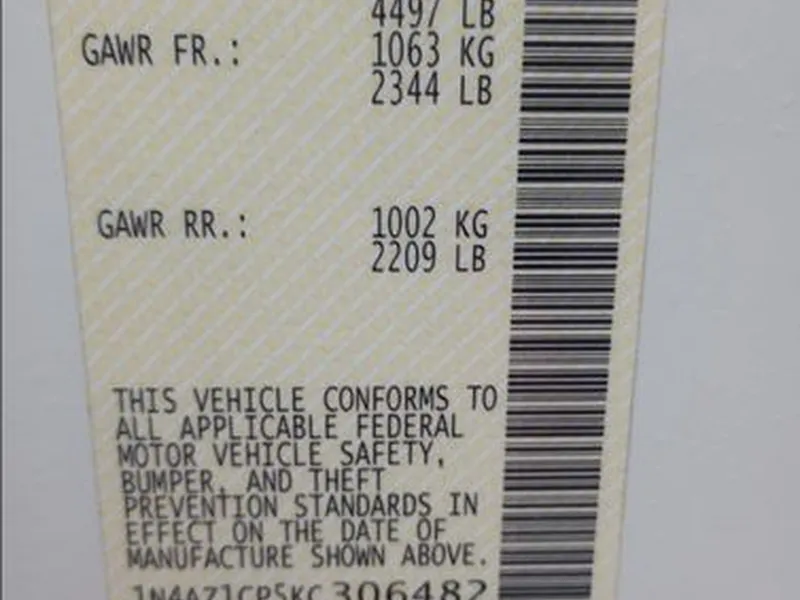 4497 LB
GAWR FR.: 1063 KG
2344 LB
GAWR RR.: 1002 KG
2209 LB
THIS VEHICLE CONFORMS TO
ALL APPLICABLE FEDERAL
MOTOR VEHICLE SAFETY,
BUMPER, AND THEFT
PREVENTION STANDARDS IN
EFFECT ON THE DATE OF
MANUFACTURE SHOWN ABOVE.
1N4AZ1CP5KC306482